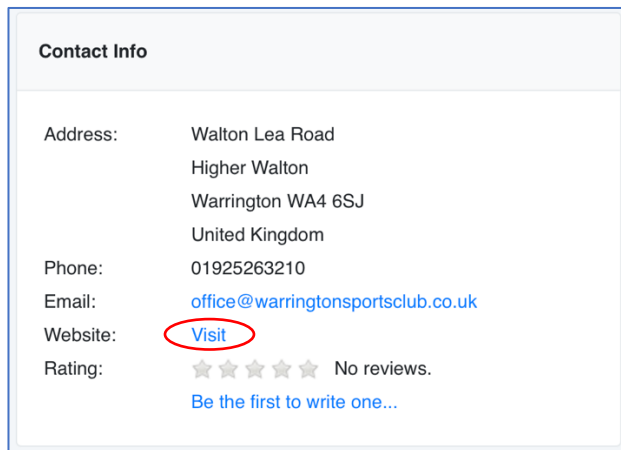 Contact Info
Address: Walton Lea Road
Higher Walton
Warrington WA4 6SJ
United Kingdom
Phone: 01925263210
Email: office@warringtonsportsclub.co.uk
Website: Visit
Rating: No reviews.
Be the first to write one...